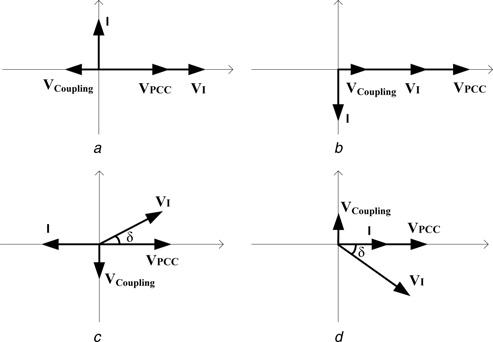 I
VCoupling VPCC VI
a
VCoupling VI VPCC
I
b
VI
I δ
VPCC
VCoupling
c
VCoupling
I VPCC
δ
VI
d